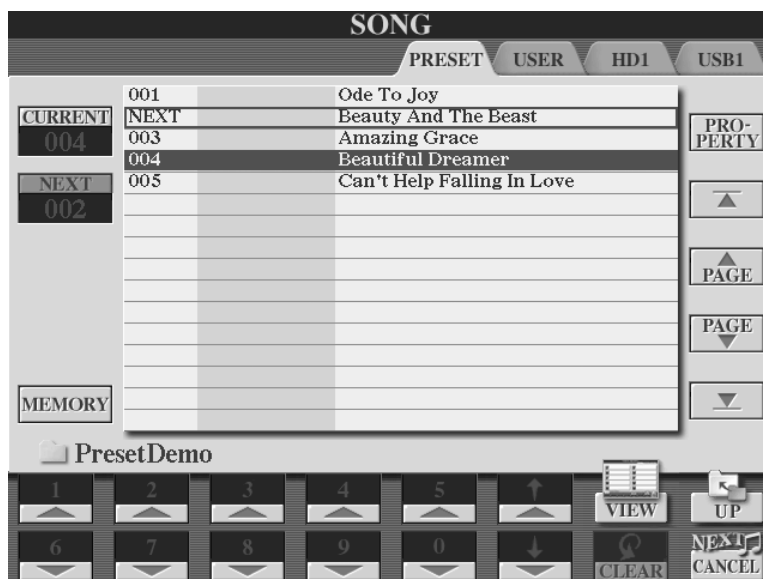 SONG
PRESET USER HD1 USB1
CURRENT
004
NEXT
002
MEMORY
001 Ode To Joy
NEXT Beauty And The Beast
003 Amazing Grace
004 Beautiful Dreamer
005 Can't Help Falling In Love
PRO-
PERTY
PAGE
PAGE
PresetDemo
1 2 3 4 5
VIEW UP
6 7 8 9 0
CLEAR
NEXT
CANCEL